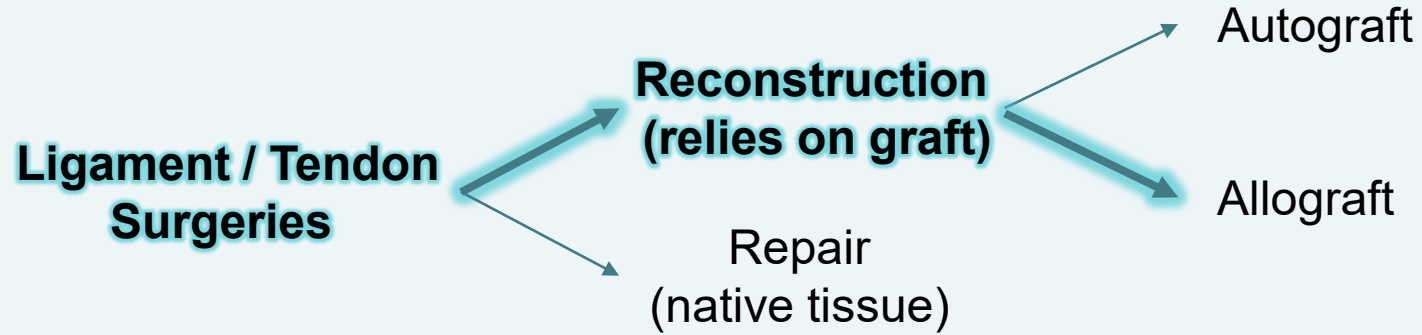 Ligament / Tendon
Surgeries
Reconstruction
(relies on graft)
Repair
(native tissue)
Autograft
Allograft